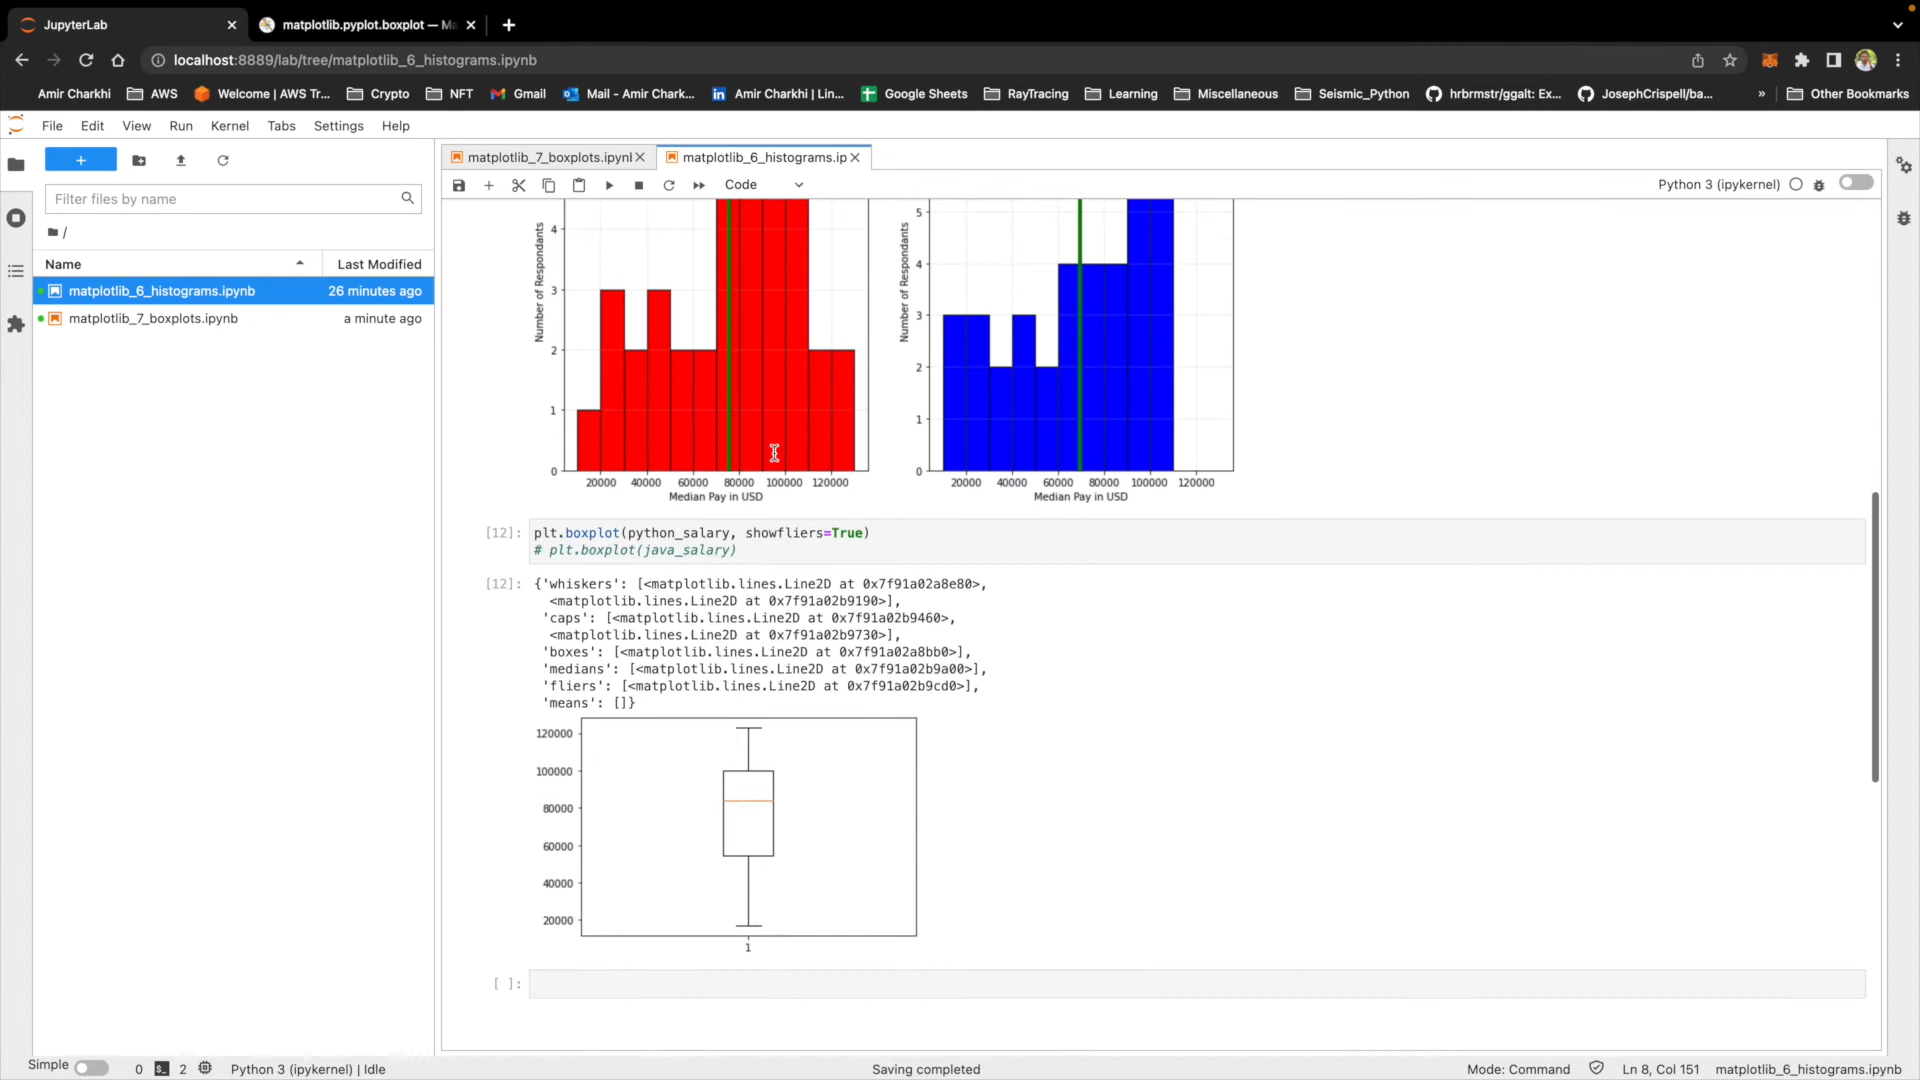 JupyterLab
matplotlib.pyplot.boxplot — Ma
localhost:8889/lab/tree/matplotlib_6_histograms.ipynb
Amir Charkhi
AWS
Welcome | AWS Tr...
Crypto
NFT
Gmail
Mail - Amir Chark...
Amir Charkhi | Lin...
Google Sheets
RayTracing
Learning
Miscellaneous
Seismic_Python
hrbrmstr/ggalt: Ex...
JosephCrispell/ba...
»
Other Bookmarks
File
Edit
View
Run
Kernel
Tabs
Settings
Help
matplotlib_7_boxplots.ipynl
matplotlib_6_histograms.ip
Code
Python 3 (ipykernel)
Filter files by name
/
Name
Last Modified
matplotlib_6_histograms.ipynb
26 minutes ago
matplotlib_7_boxplots.ipynb
a minute ago
Number of Respondants
4
3
2
1
0
20000
40000
60000
80000
100000
120000
Median Pay in USD
Number of Respondants
5
4
3
2
1
0
20000
40000
60000
80000
100000
120000
Median Pay in USD
[12]:
plt.boxplot(python_salary, showfliers=True)
# plt.boxplot(java_salary)
[12]:
{'whiskers': [<matplotlib.lines.Line2D at 0x7f91a02a8e80>,
<matplotlib.lines.Line2D at 0x7f91a02b9190>],
'caps': [<matplotlib.lines.Line2D at 0x7f91a02b9460>,
<matplotlib.lines.Line2D at 0x7f91a02b9730>],
'boxes': [<matplotlib.lines.Line2D at 0x7f91a02a8bb0>],
'medians': [<matplotlib.lines.Line2D at 0x7f91a02b9a00>],
'fliers': [<matplotlib.lines.Line2D at 0x7f91a02b9cd0>],
'means': []}
120000
100000
80000
60000
40000
20000
1
[ ]:
Simple
0
2
Python 3 (ipykernel) | Idle
Saving completed
Mode: Command
Ln 8, Col 151
matplotlib_6_histograms.ipynb